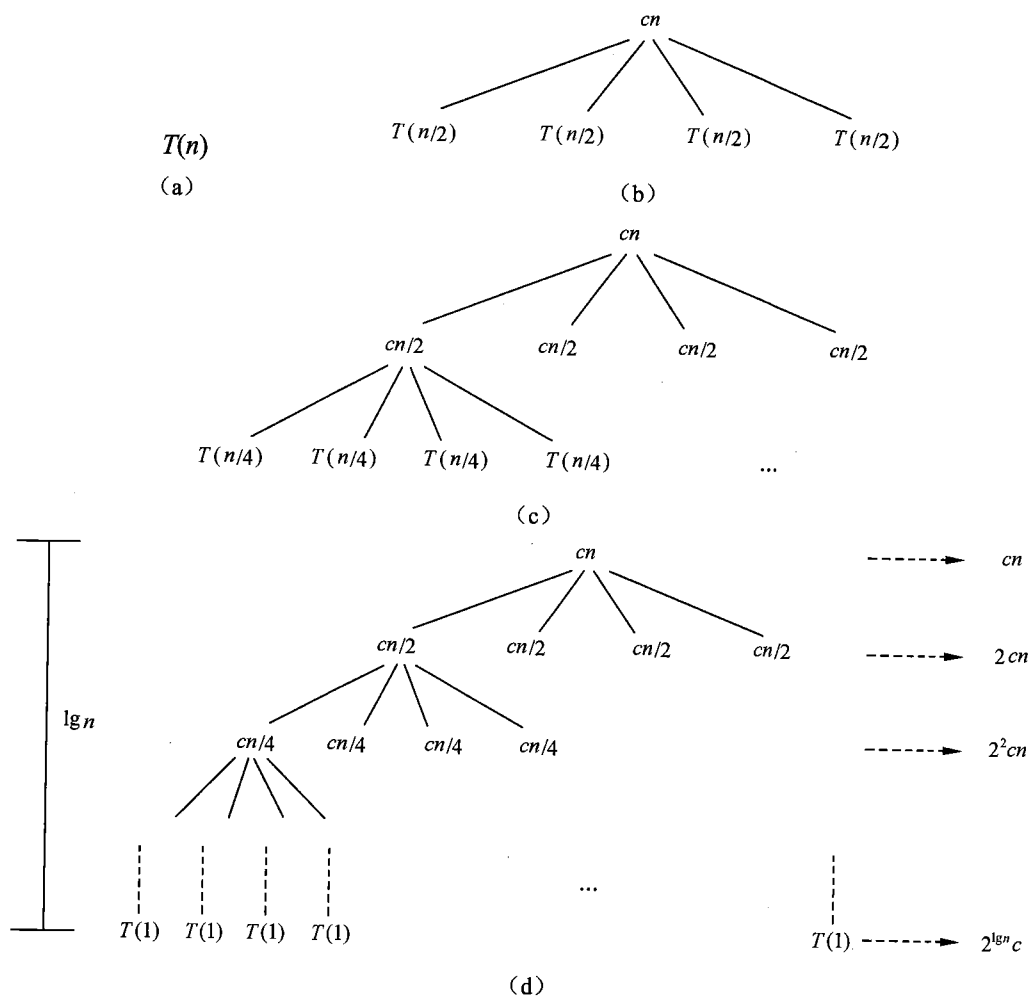 cn
T(n/2) T(n/2) T(n/2) T(n/2)
T(n)
(a)
(b)
cn
cn/2 cn/2 cn/2 cn/2
T(n/4) T(n/4) T(n/4) T(n/4) ...
(c)
cn cn
cn/2 cn/2 cn/2 cn/2 2cn
lg n
cn/4 cn/4 cn/4 cn/4 2²cn
...
T(1) T(1) T(1) T(1) T(1) 2^{lgn}c
(d)